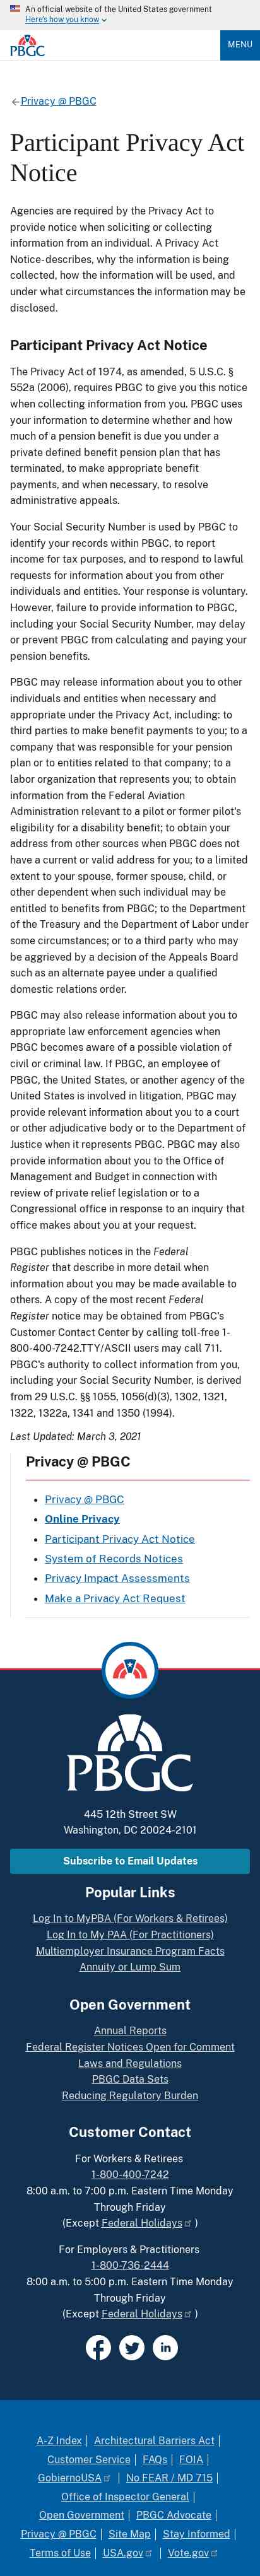 An official website of the United States government
Here's how you know
PBGC
MENU
Privacy @ PBGC
Participant Privacy Act
Notice
Agencies are required by the Privacy Act to
provide notice when soliciting or collecting
information from an individual. A Privacy Act
Notice-describes, why the information is being
collected, how the information will be used, and
under what circumstances information may be
disclosed.
Participant Privacy Act Notice
The Privacy Act of 1974, as amended, 5 U.S.C. §
552a (2006), requires PBGC to give you this notice
when collecting information from you. PBGC uses
your information to determine whether and how
much of a pension benefit is due to you under a
private defined benefit pension plan that has
terminated, to make appropriate benefit
payments, and when necessary, to resolve
administrative appeals.
Your Social Security Number is used by PBGC to
identify your records within PBGC, to report
income for tax purposes, and to respond to lawful
requests for information about you from other
individuals and entities. Your response is voluntary.
However, failure to provide information to PBGC,
including your Social Security Number, may delay
or prevent PBGC from calculating and paying your
pension benefits.
PBGC may release information about you to other
individuals and entities when necessary and
appropriate under the Privacy Act, including: to
third parties to make benefit payments to you; to a
company (or its plan) that sponsored your pension
plan or to entities related to that company; to a
labor organization that represents you; to obtain
information from the Federal Aviation
Administration relevant to a pilot or former pilot's
eligibility for a disability benefit; to obtain your
address from other sources when PBGC does not
have a current or valid address for you; to a limited
extent to your spouse, former spouse, child, or
other dependent when such individual may be
entitled to benefits from PBGC; to the Department
of the Treasury and the Department of Labor under
some circumstances; or to a third-party who may
be aggrieved by a decision of the Appeals Board
such as vital statistics about you or information
about your benefit entitlement.
PBGC may also release information about you to
appropriate law enforcement agencies when
PBGC becomes aware of a possible violation of
civil or criminal law. If PBGC, an employee of
PBGC, the United States, or another agency of the
United States is involved in litigation, PBGC may
provide relevant information about you to a court
or other adjudicative body or to the Department of
Justice when it represents PBGC. PBGC may also
provide information about you to the Office of
Management and Budget in connection with
review of private relief legislation or to a
Congressional office in response to an inquiry that
office makes about you at your request.
PBGC publishes notices in the Federal
Register that describe in more detail when
information about you may be made available to
others. A copy of the most recent Federal
Register notice may be obtained from PBGC's
Customer Contact Center by calling toll-free 1-
800-400-7242.TTY/ASCII users may call 711.
PBGC's authority to collect information from you,
including your Social Security Number, is derived
from 29 U.S.C. §§ 1055, 1056(d)(3), 1302, 1321,
1322, 1322a, 1341 and 1350 (1994).
Last Updated: March 3, 2021
Privacy @ PBGC
Privacy @ PBGC
Online Privacy
Participant Privacy Act Notice
System of Records Notices
Privacy Impact Assessments
Make a Privacy Act Request
PBGC
445 12th Street SW
Washington, DC 20024-2101
Subscribe to Email Updates
Popular Links
Log In to MyPBA (For Workers & Retirees)
Log In to My PAA (For Practitioners)
Multiemployer Insurance Program Facts
Annuity or Lump Sum
Open Government
Annual Reports
Federal Register Notices Open for Comment
Laws and Regulations
PBGC Data Sets
Reducing Regulatory Burden
Customer Contact
For Workers & Retirees
1-800-400-7242
8:00 a.m. to 7:00 p.m. Eastern Time Monday
Through Friday
(Except Federal Holidays )
For Employers & Practitioners
1-800-736-2444
8:00 a.m. to 5:00 p.m. Eastern Time Monday
Through Friday
(Except Federal Holidays )
A-Z Index | Architectural Barriers Act |
Customer Service | FAQs | FOIA |
GobiernoUSA | No FEAR / MD 715 |
Office of Inspector General |
Open Government | PBGC Advocate |
Privacy @ PBGC | Site Map | Stay Informed |
Terms of Use | USA.gov | Vote.gov